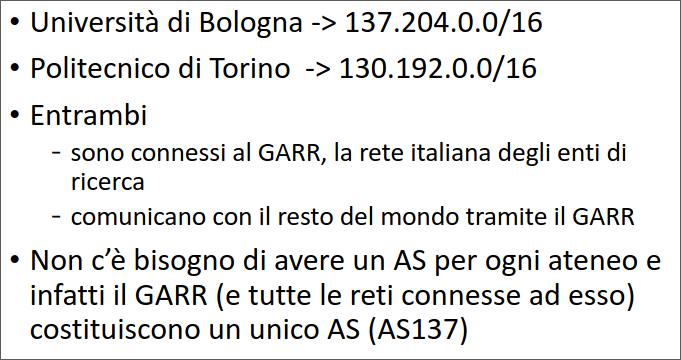 • Università di Bologna -> 137.204.0.0/16
• Politecnico di Torino -> 130.192.0.0/16
• Entrambi
- sono connessi al GARR, la rete italiana degli enti di
ricerca
- comunicano con il resto del mondo tramite il GARR
• Non c’è bisogno di avere un AS per ogni ateneo e
infatti il GARR (e tutte le reti connesse ad esso)
costituiscono un unico AS (AS137)